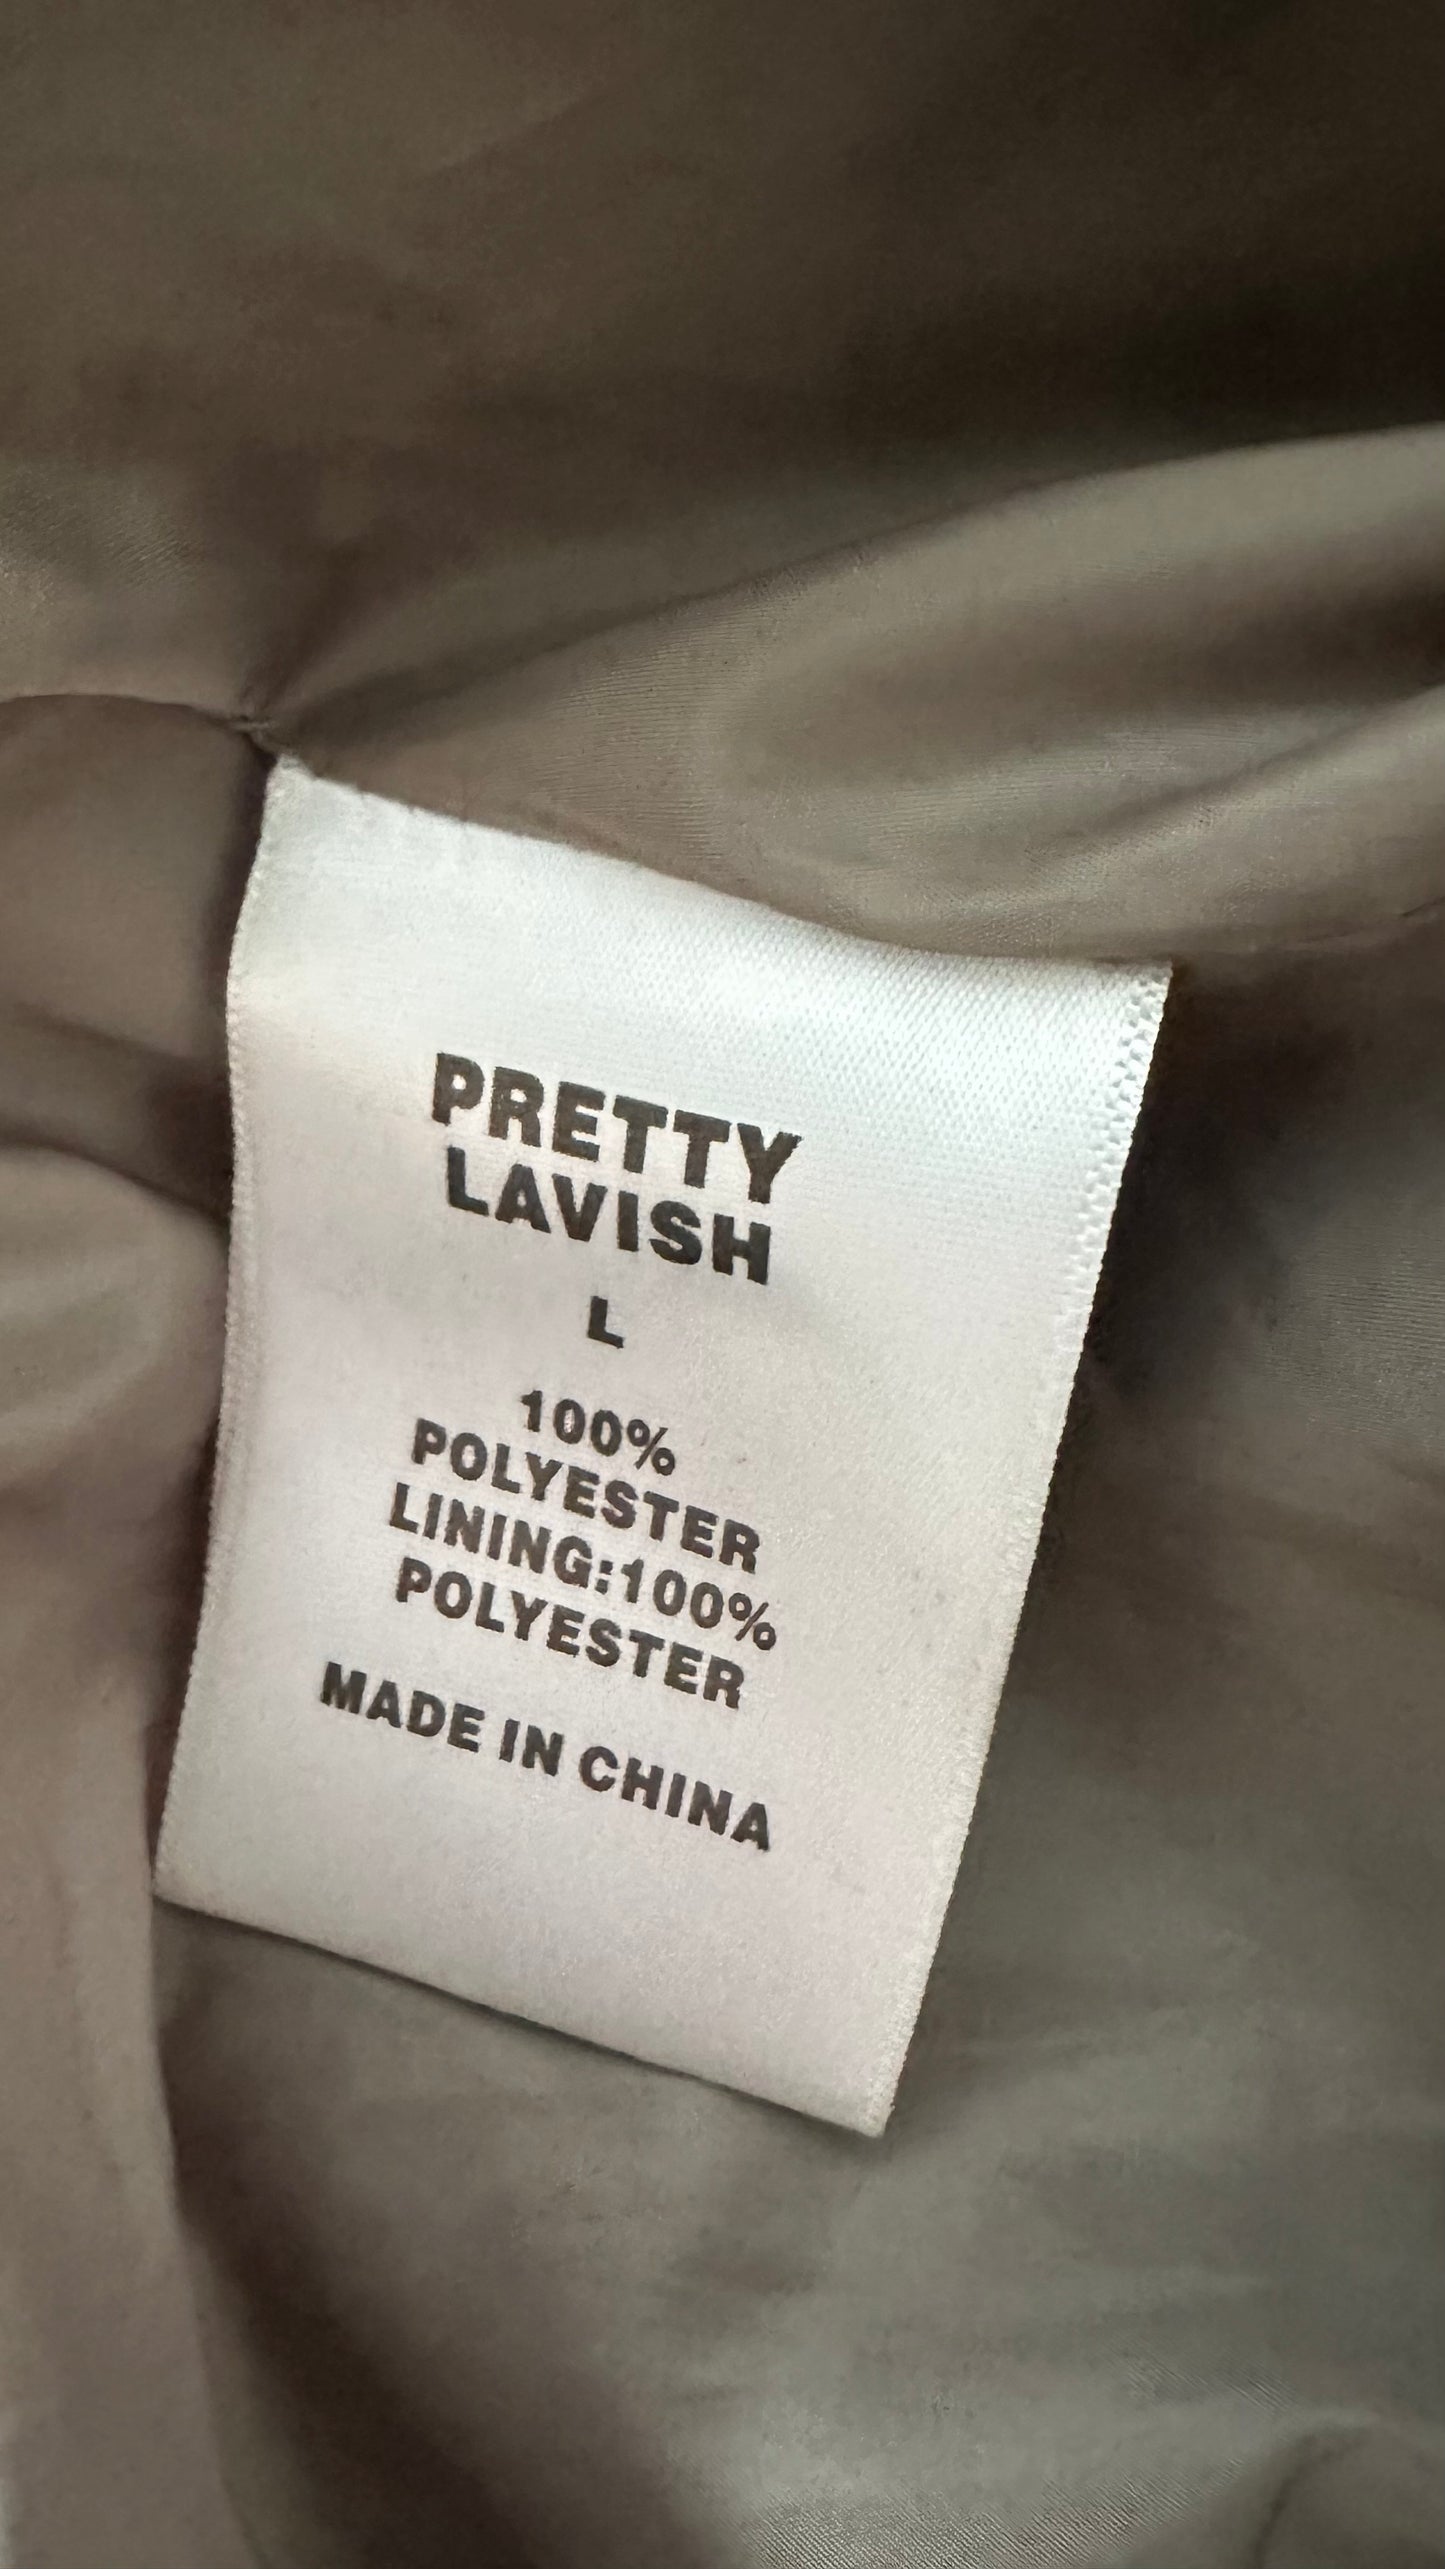 PRETTY
LAVISH
L
100%
POLYESTER
LINING:100%
POLYESTER
MADE IN CHINA